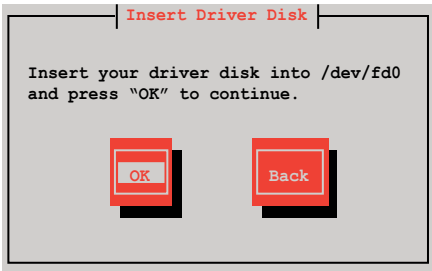 Insert Driver Disk
Insert your driver disk into /dev/fd0
and press “OK” to continue.
OK Back